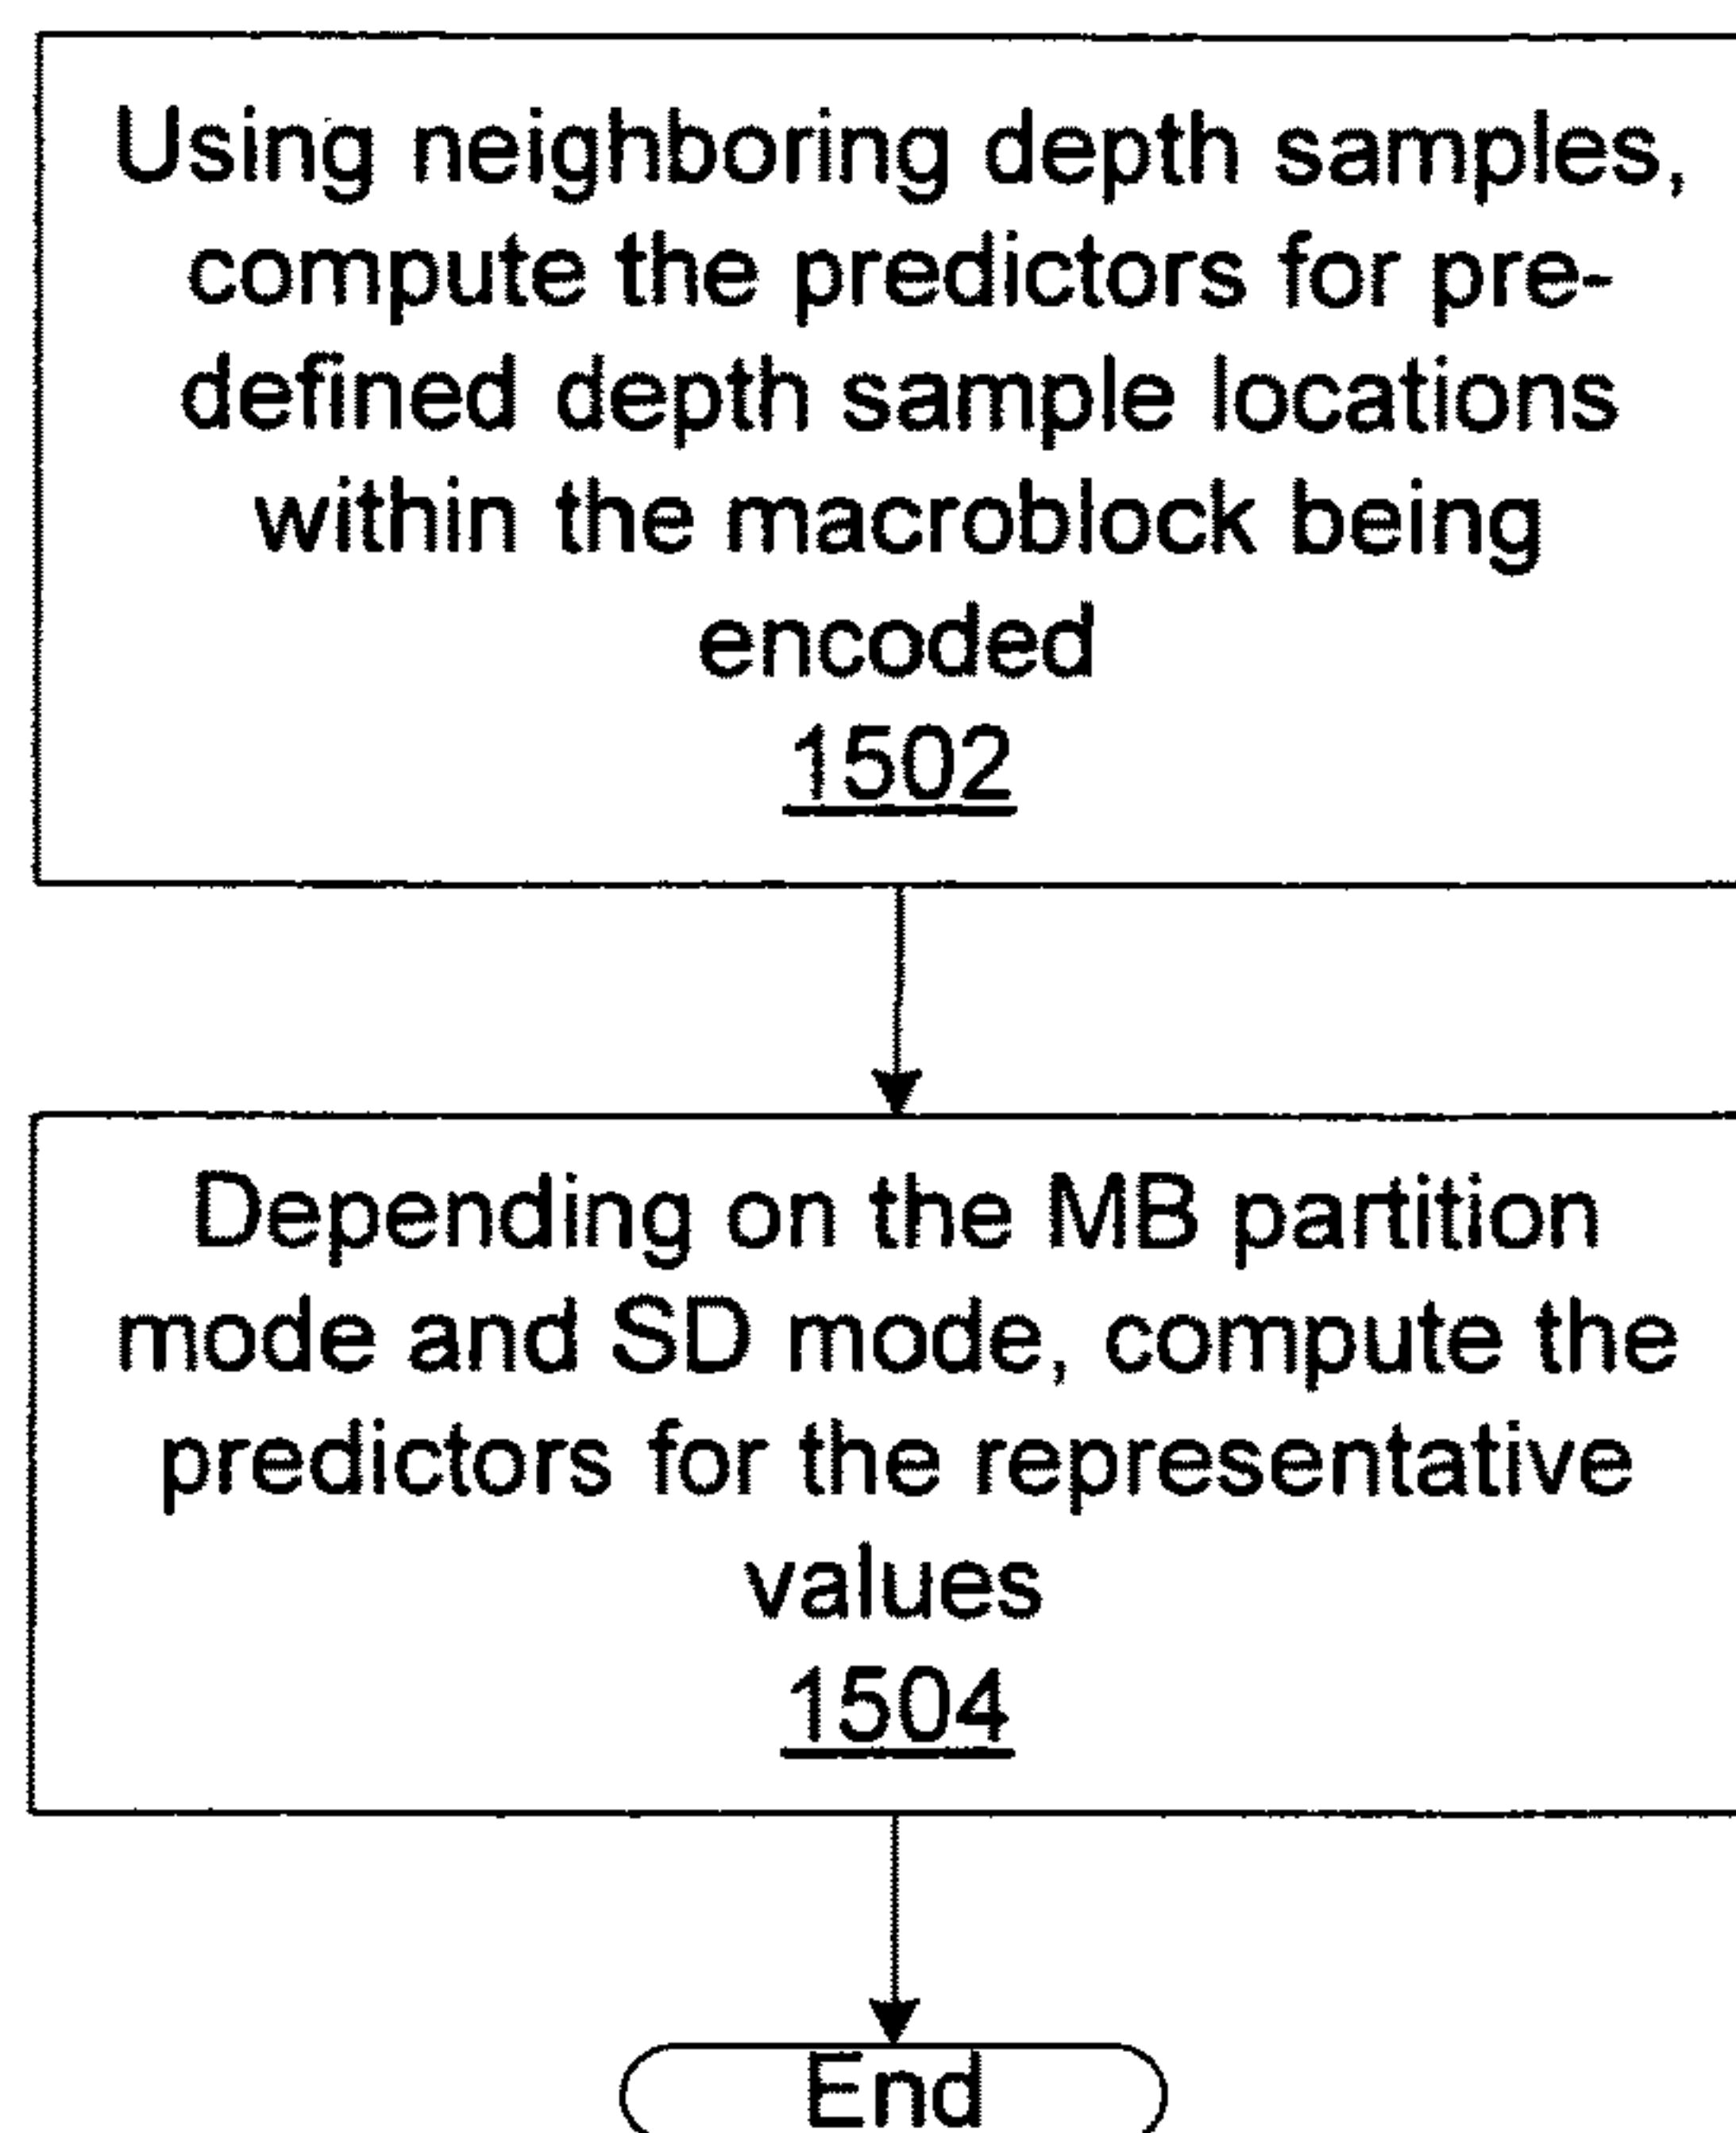 Using neighboring depth samples,
compute the predictors for pre-
defined depth sample locations
within the macroblock being
encoded
1502
Depending on the MB partition
mode and SD mode, compute the
predictors for the representative
values
1504
End